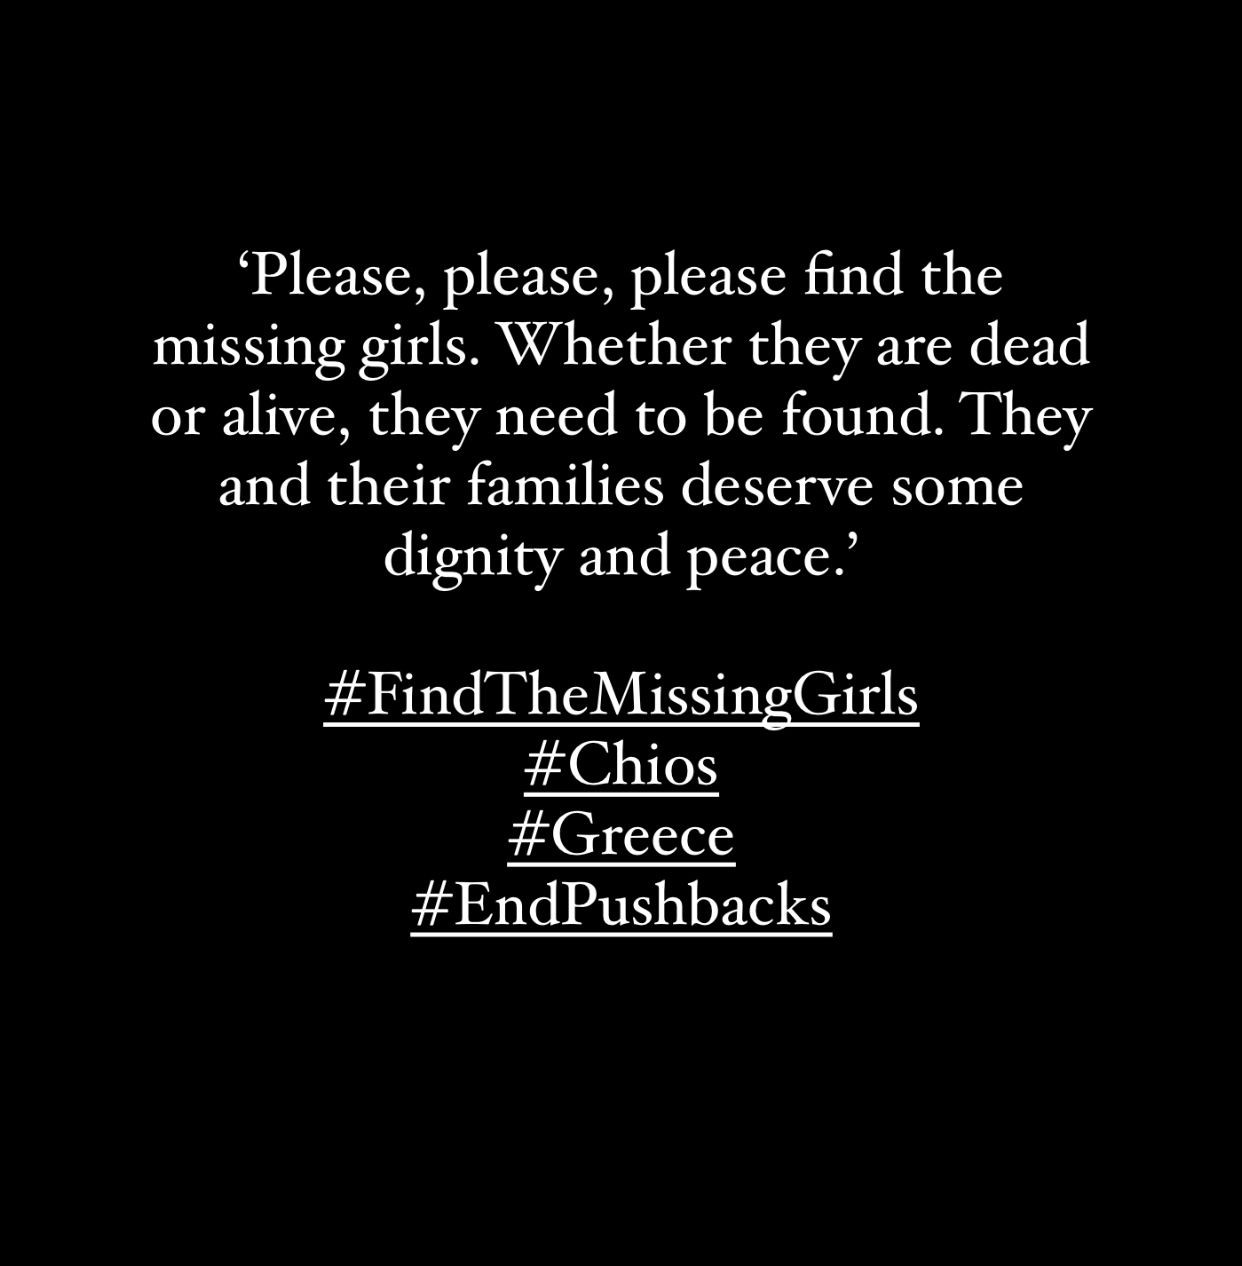 ‘Please, please, please find the
missing girls. Whether they are dead
or alive, they need to be found. They
and their families deserve some
dignity and peace.’
#FindTheMissingGirls
#Chios
#Greece
#EndPushbacks